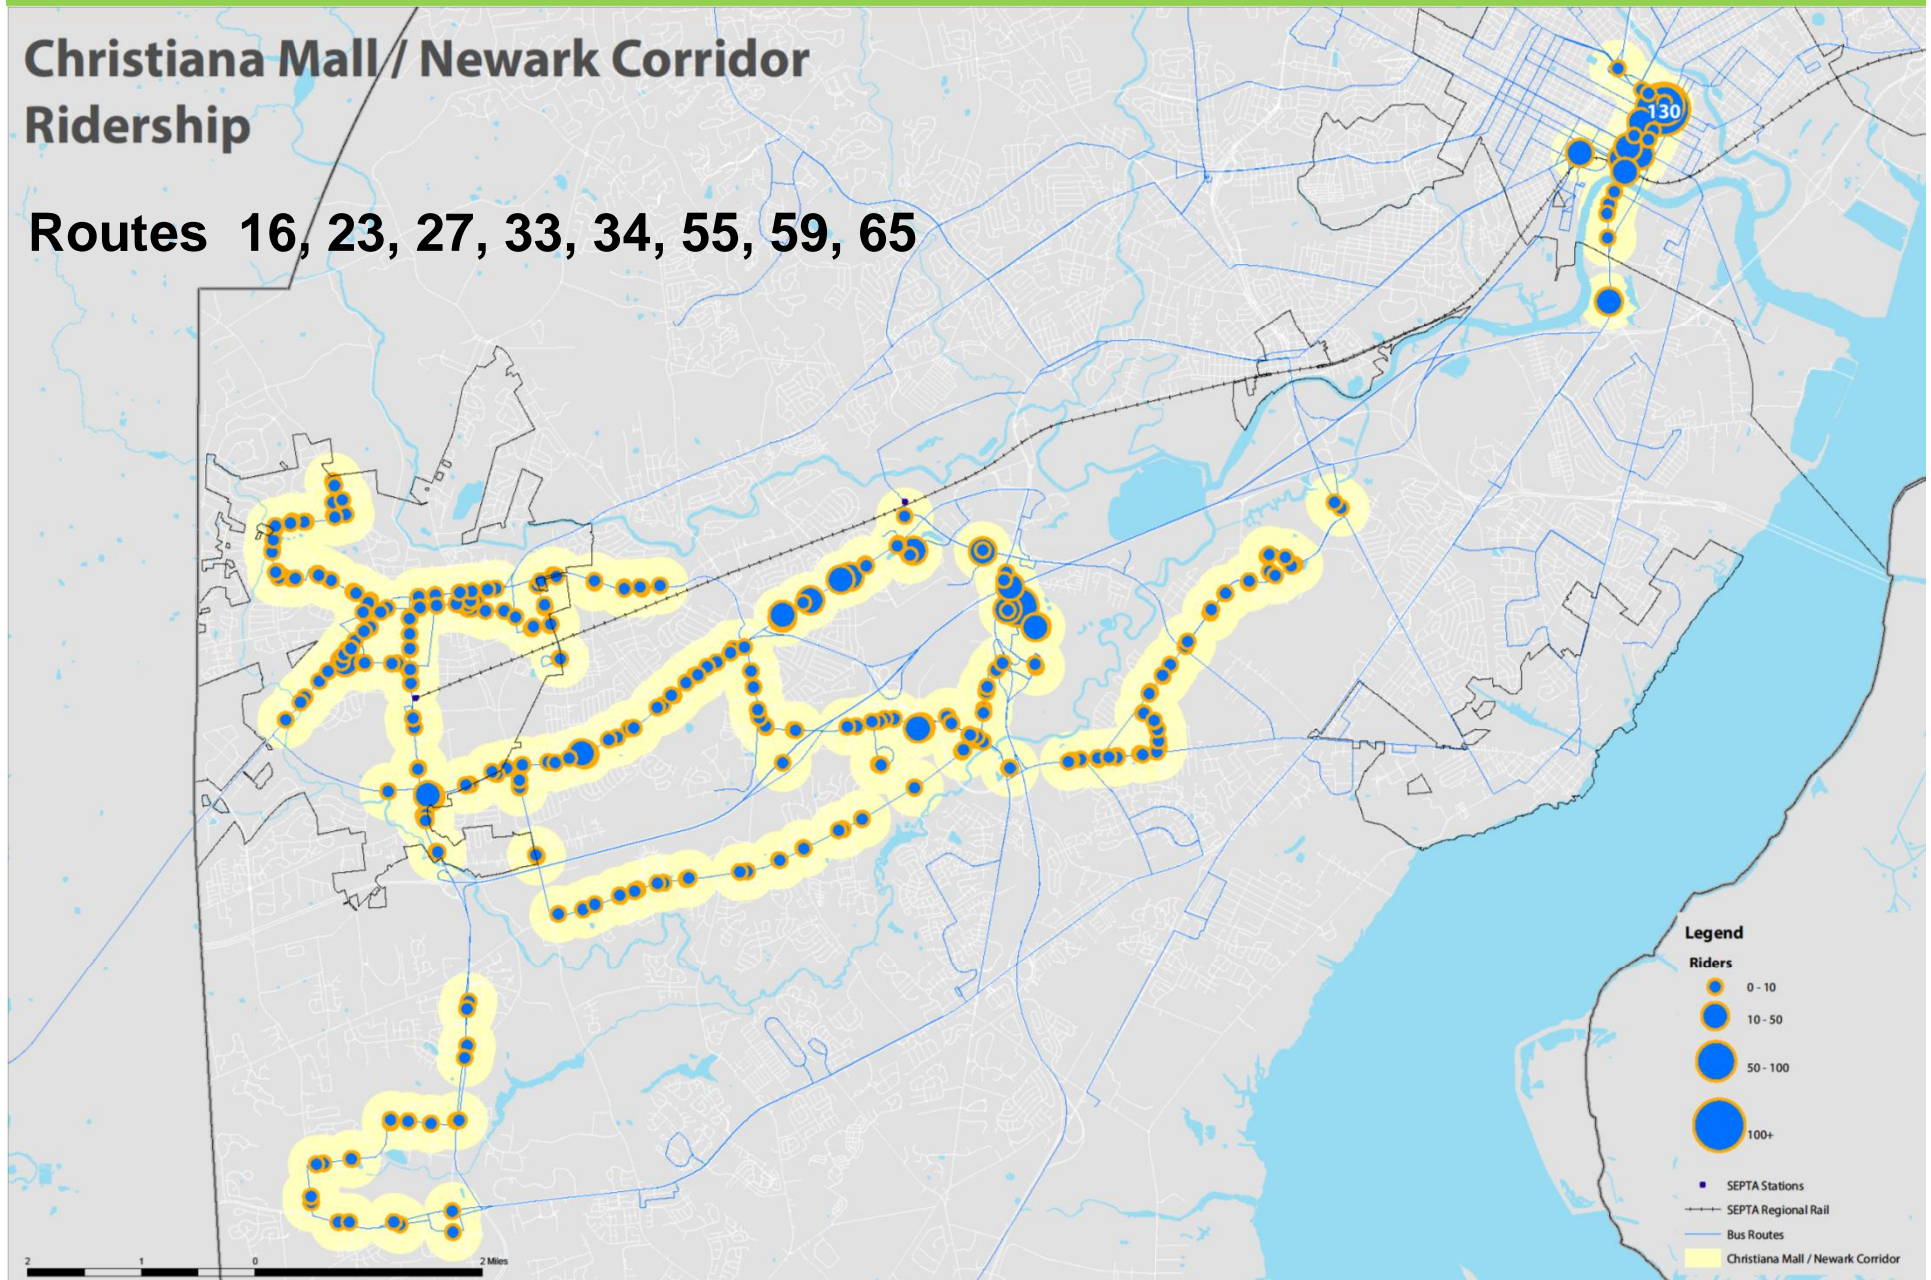 Christiana Mall / Newark Corridor
Ridership
Routes 16, 23, 27, 33, 34, 55, 59, 65
130
Legend
Riders
0 - 10
10 - 50
50 - 100
100+
SEPTA Stations
SEPTA Regional Rail
Bus Routes
Christiana Mall / Newark Corridor
2 1 0 2 Miles